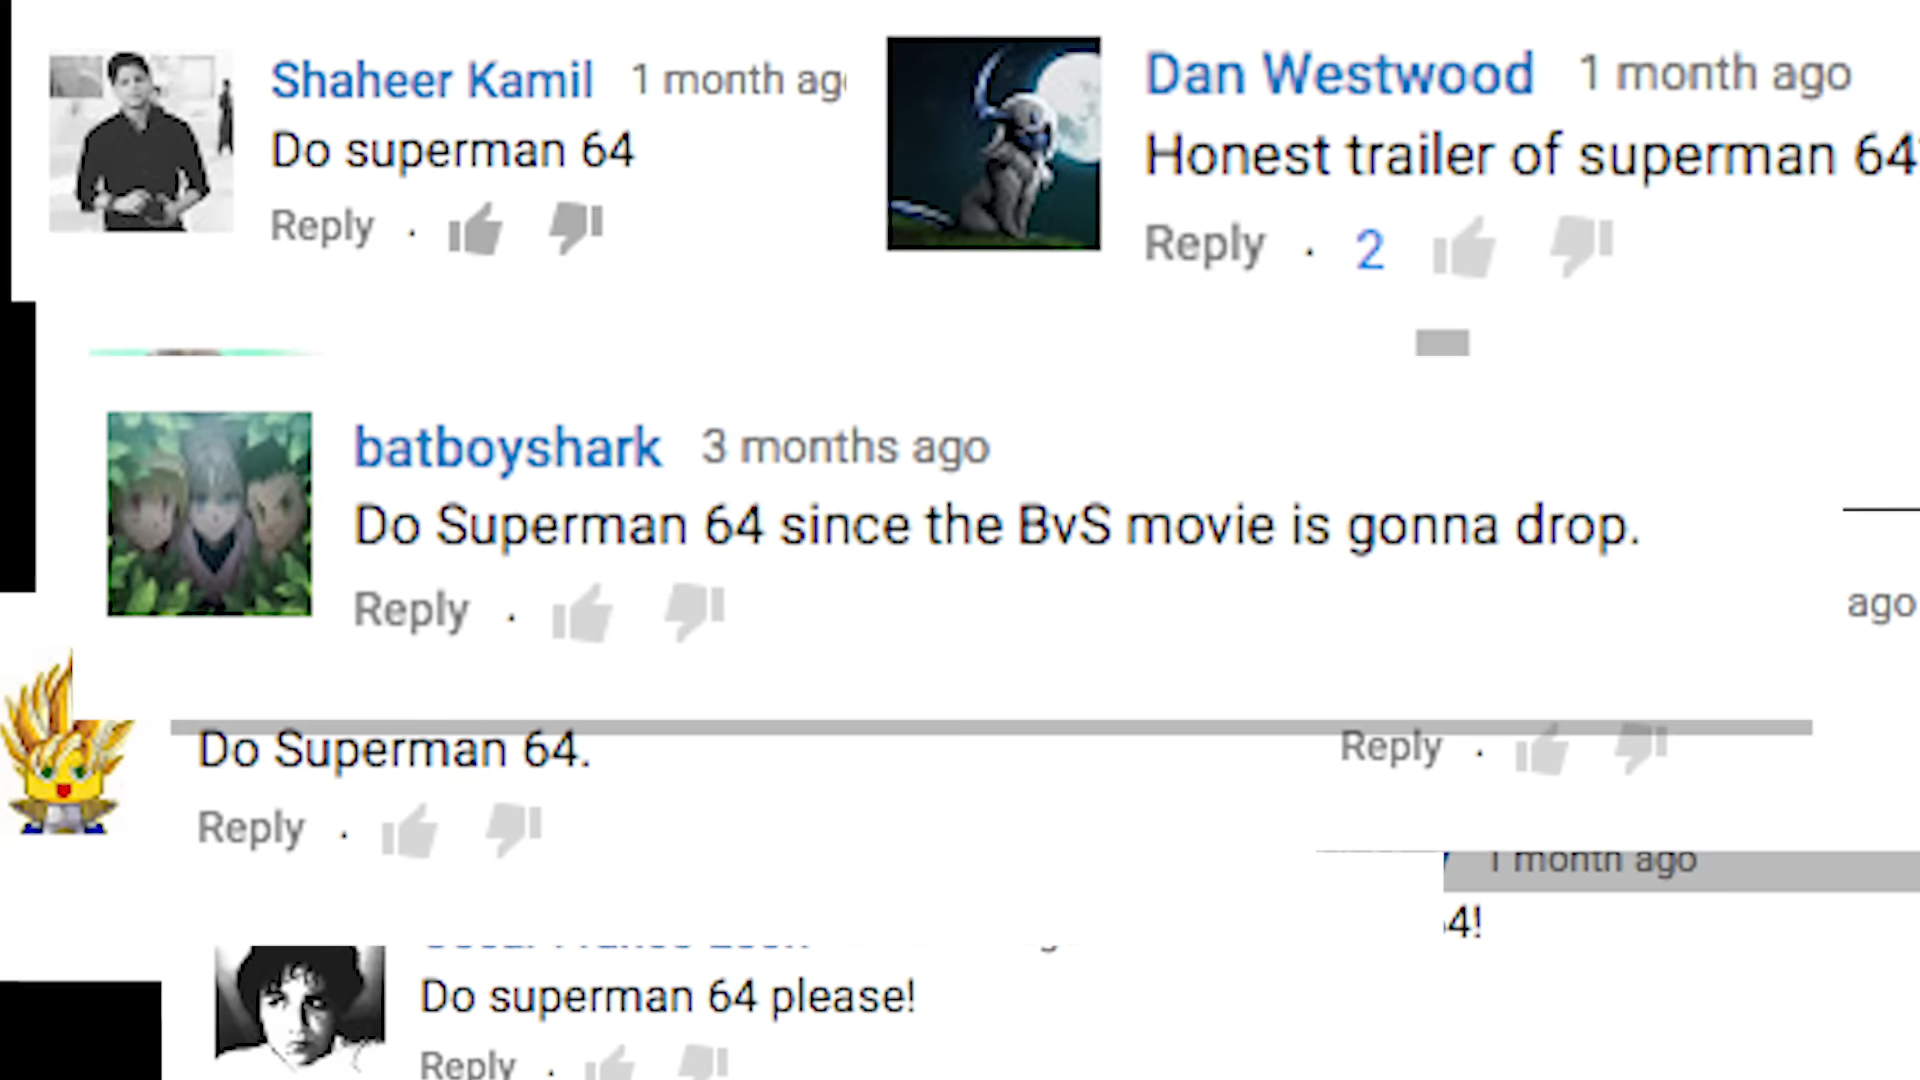 Shaheer Kamil 1 month ag
Do superman 64
Reply ·
Dan Westwood 1 month ago
Honest trailer of superman 64
Reply · 2
batboyshark 3 months ago
Do Superman 64 since the BvS movie is gonna drop.
Reply ·
ago
Do Superman 64.
Reply ·
Reply ·
1 month ago
4!
Do superman 64 please!
Reply ·